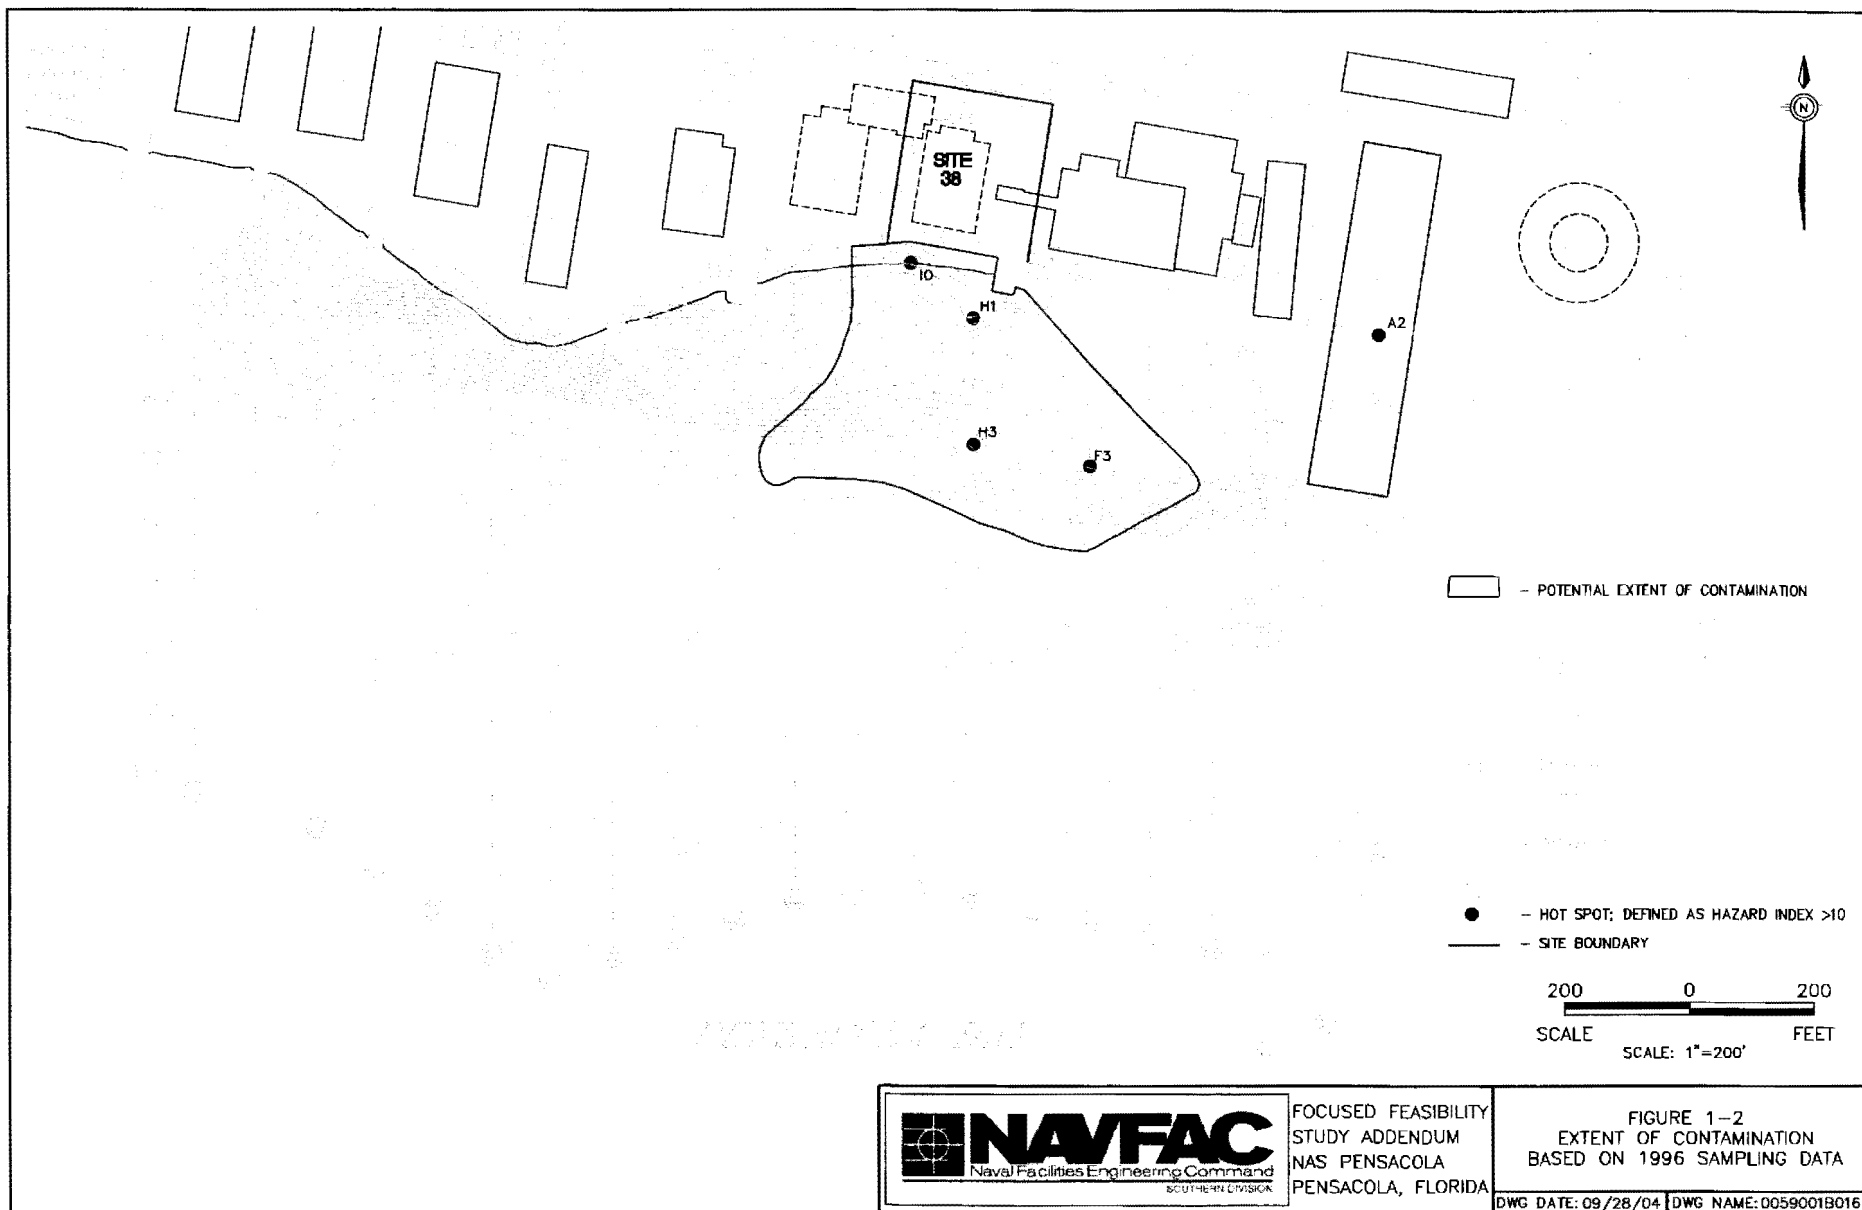 SITE
38
I0
H1
A2
H3
F3
N
– POTENTIAL EXTENT OF CONTAMINATION
– HOT SPOT; DEFINED AS HAZARD INDEX >10
– SITE BOUNDARY
200 0 200
SCALE FEET
SCALE: 1"=200'
NAVFAC
Naval Facilities Engineering Command
SOUTHERN DIVISION
FOCUSED FEASIBILITY
STUDY ADDENDUM
NAS PENSACOLA
PENSACOLA, FLORIDA
FIGURE 1–2
EXTENT OF CONTAMINATION
BASED ON 1996 SAMPLING DATA
DWG DATE: 09/28/04 DWG NAME: 0059001B016